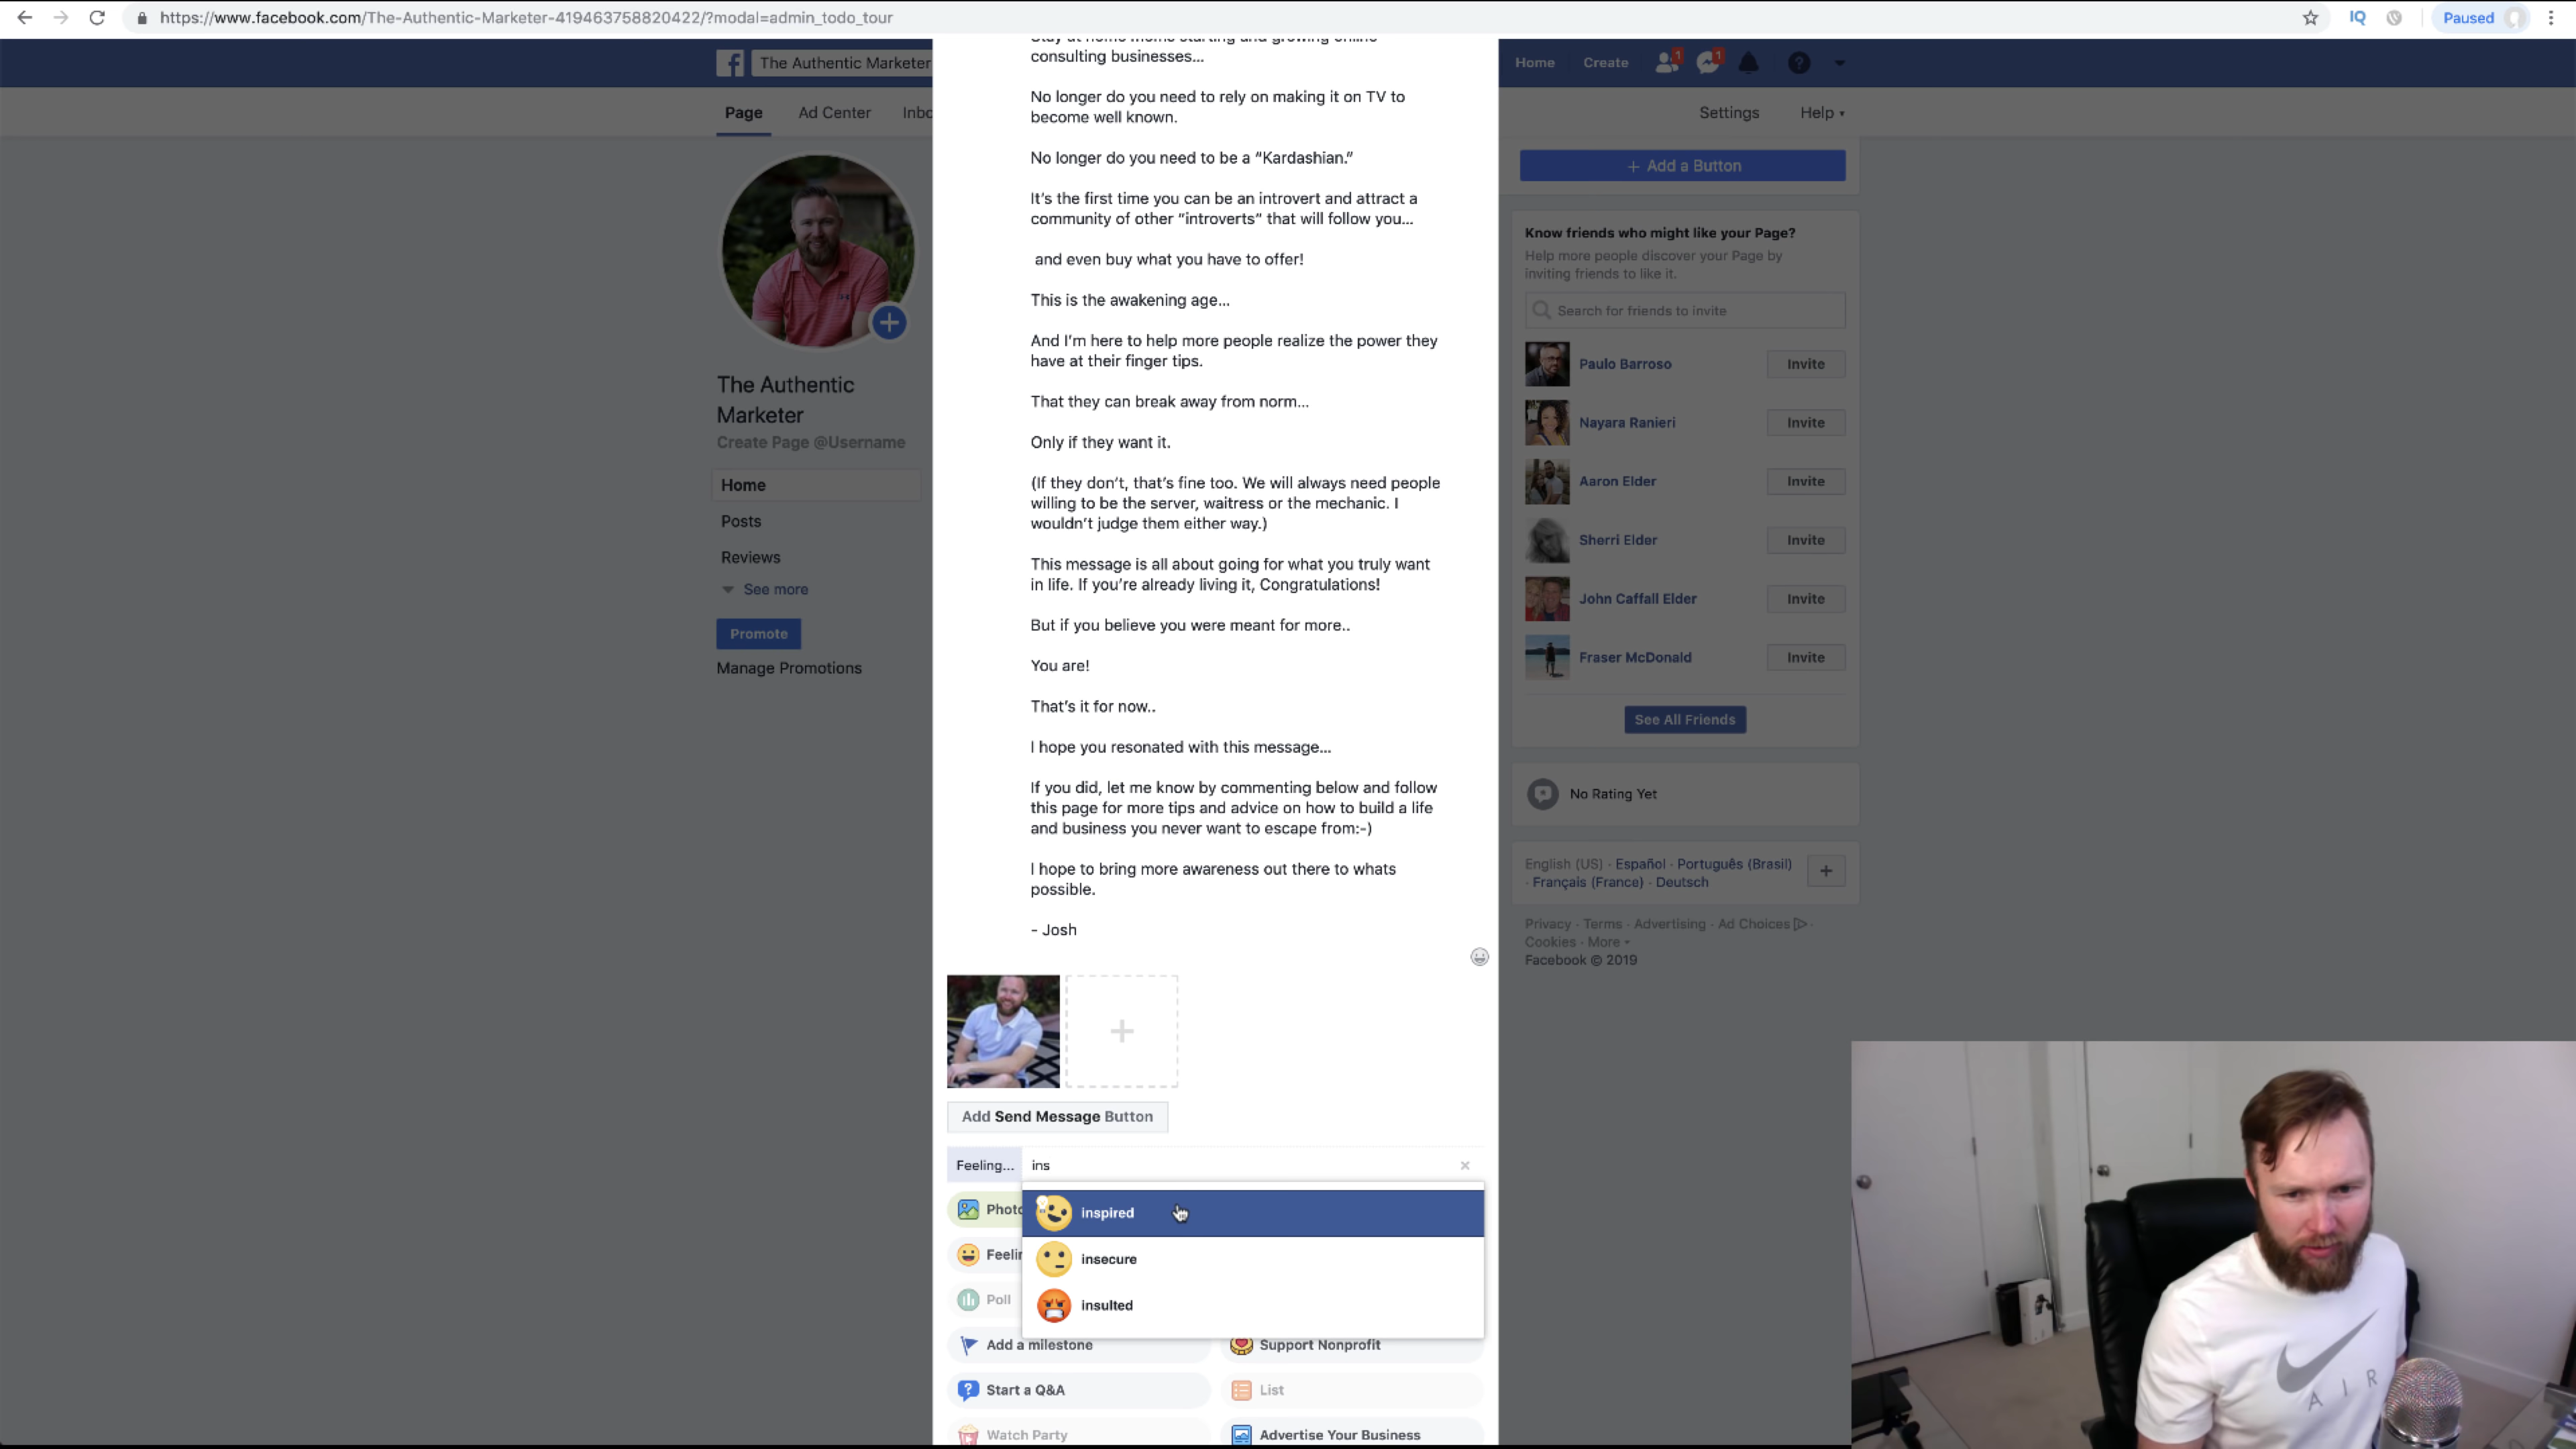 https://www.facebook.com/The-Authentic-Marketer-419463758820422/?modal=admin_todo_tour
IQ
Paused
The Authentic Marketer
Home
Create
1
1
Page
Ad Center
Inbo
Settings
Help
Stay at home moms starting and growing online
consulting businesses...
No longer do you need to rely on making it on TV to
become well known.
No longer do you need to be a “Kardashian.”
It’s the first time you can be an introvert and attract a
community of other “introverts” that will follow you...
and even buy what you have to offer!
This is the awakening age...
And I’m here to help more people realize the power they
have at their finger tips.
That they can break away from norm...
Only if they want it.
(If they don’t, that’s fine too. We will always need people
willing to be the server, waitress or the mechanic. I
wouldn’t judge them either way.)
This message is all about going for what you truly want
in life. If you’re already living it, Congratulations!
But if you believe you were meant for more..
You are!
That’s it for now..
I hope you resonated with this message...
If you did, let me know by commenting below and follow
this page for more tips and advice on how to build a life
and business you never want to escape from:-)
I hope to bring more awareness out there to whats
possible.
- Josh
The Authentic
Marketer
Create Page @Username
Home
Posts
Reviews
See more
Promote
Manage Promotions
Add Send Message Button
Feeling... ins
inspired
insecure
insulted
Photo
Feelin
Poll
Add a milestone
Support Nonprofit
Start a Q&A
List
Watch Party
Advertise Your Business
+ Add a Button
Know friends who might like your Page?
Help more people discover your Page by
inviting friends to like it.
Search for friends to invite
Paulo Barroso Invite
Nayara Ranieri Invite
Aaron Elder Invite
Sherri Elder Invite
John Caffall Elder Invite
Fraser McDonald Invite
See All Friends
No Rating Yet
English (US) · Español · Português (Brasil)
· Français (France) · Deutsch
Privacy · Terms · Advertising · Ad Choices ·
Cookies · More
Facebook © 2019
AIR